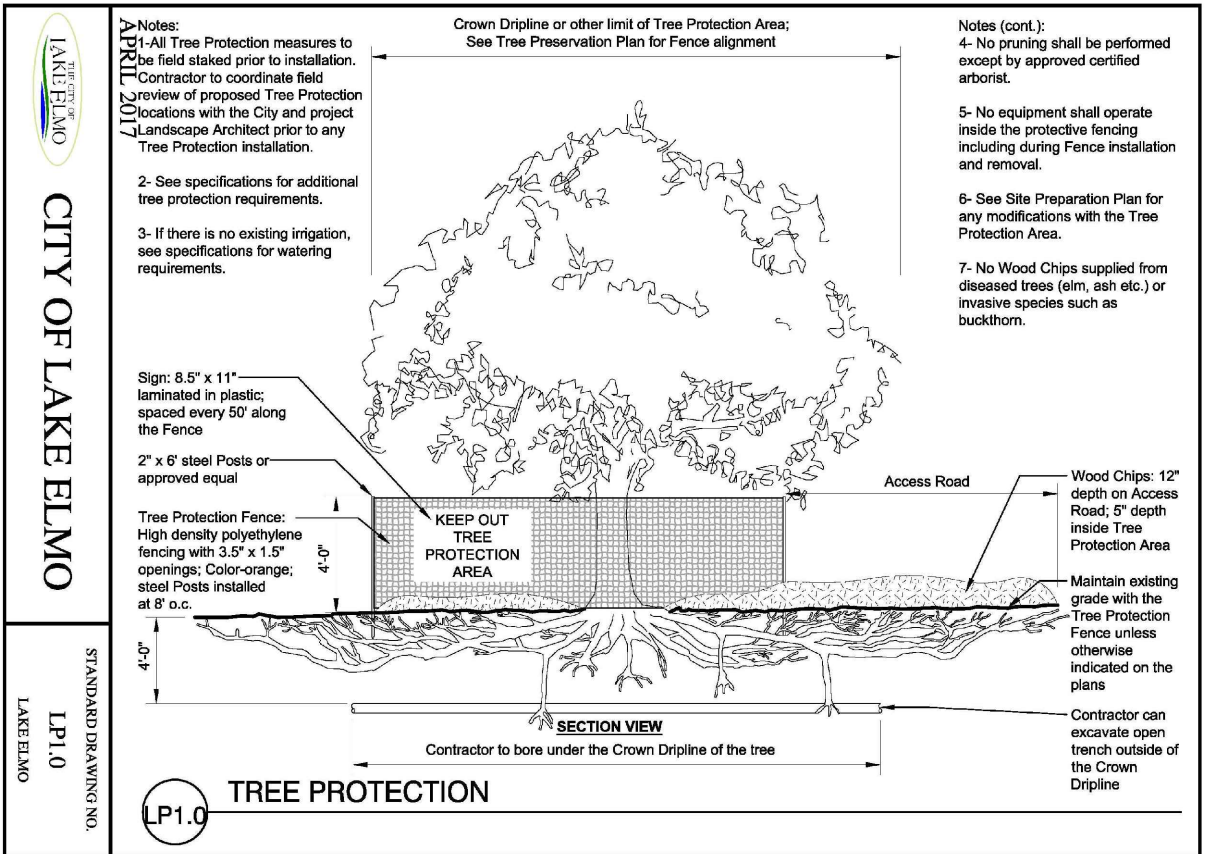 THE CITY OF
LAKE ELMO
CITY OF LAKE ELMO
STANDARD DRAWING NO.
LP1.0
LAKE ELMO
APRIL 2017
Notes:
1-All Tree Protection measures to
be field staked prior to installation.
Contractor to coordinate field
review of proposed Tree Protection
locations with the City and project
Landscape Architect prior to any
Tree Protection installation.
2- See specifications for additional
tree protection requirements.
3- If there is no existing irrigation,
see specifications for watering
requirements.
Crown Dripline or other limit of Tree Protection Area;
See Tree Preservation Plan for Fence alignment
Notes (cont.):
4- No pruning shall be performed
except by approved certified
arborist.
5- No equipment shall operate
inside the protective fencing
including during Fence installation
and removal.
6- See Site Preparation Plan for
any modifications with the Tree
Protection Area.
7- No Wood Chips supplied from
diseased trees (elm, ash etc.) or
invasive species such as
buckthorn.
Sign: 8.5" x 11"
laminated in plastic;
spaced every 50' along
the Fence
2" x 6' steel Posts or
approved equal
Tree Protection Fence:
High density polyethylene
fencing with 3.5" x 1.5"
openings; Color-orange;
steel Posts installed
at 8' o.c.
4'-0"
KEEP OUT
TREE
PROTECTION
AREA
Access Road
Wood Chips: 12"
depth on Access
Road; 5" depth
inside Tree
Protection Area
Maintain existing
grade with the
Tree Protection
Fence unless
otherwise
indicated on the
plans
4'-0"
Contractor can
excavate open
trench outside of
the Crown
Dripline
SECTION VIEW
Contractor to bore under the Crown Dripline of the tree
LP1.0
TREE PROTECTION